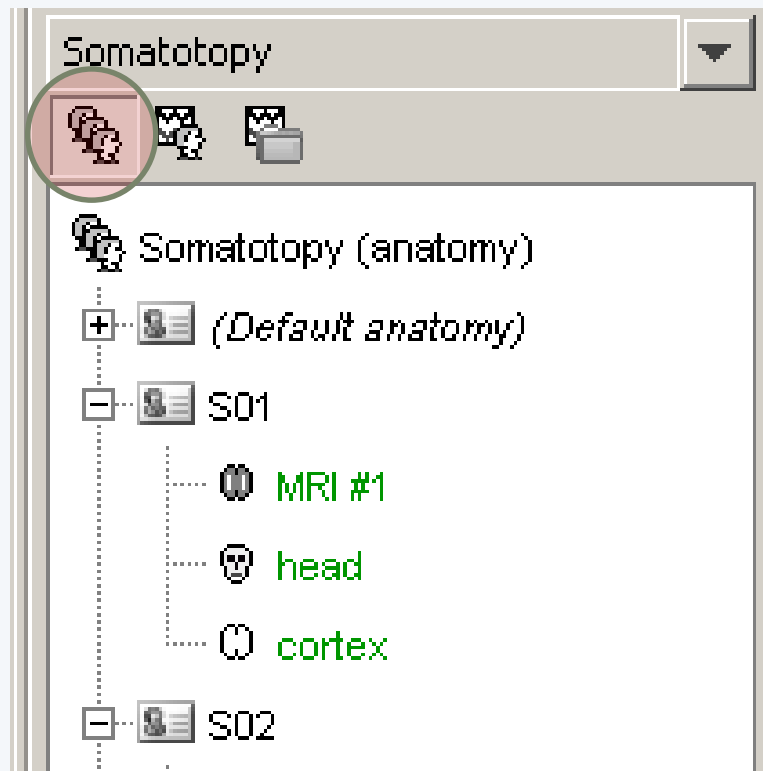 Somatotopy
Somatotopy (anatomy)
(Default anatomy)
S01
MRI #1
head
cortex
S02